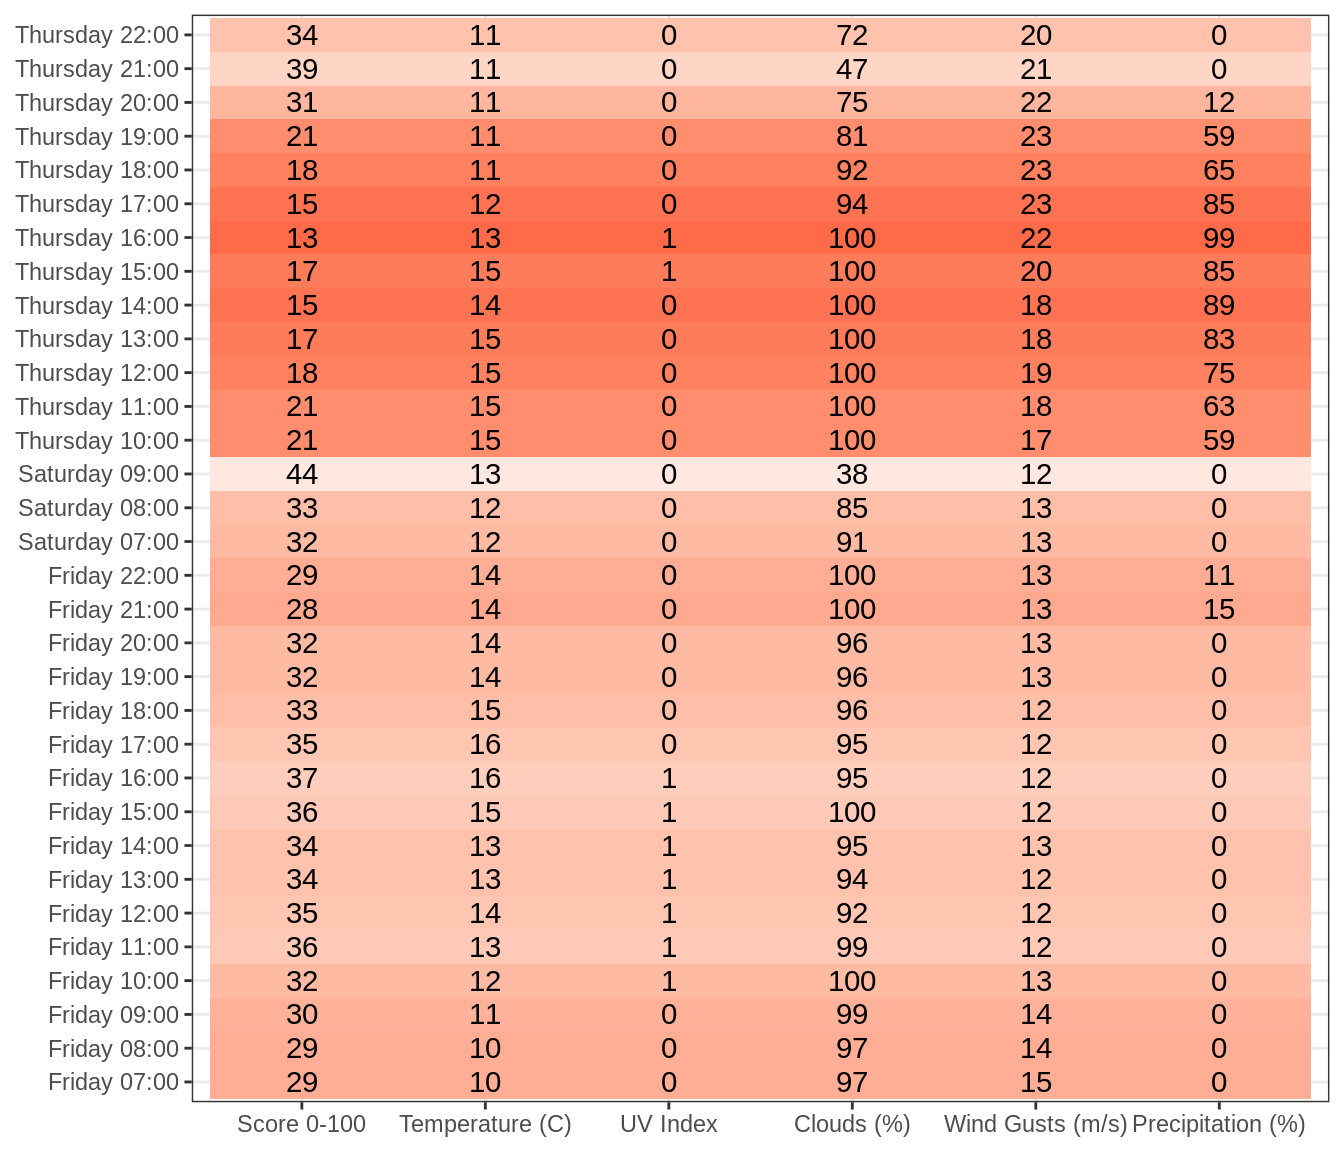 Thursday 22:00 34 11 0 72 20 0
Thursday 21:00 39 11 0 47 21 0
Thursday 20:00 31 11 0 75 22 12
Thursday 19:00 21 11 0 81 23 59
Thursday 18:00 18 11 0 92 23 65
Thursday 17:00 15 12 0 94 23 85
Thursday 16:00 13 13 1 100 22 99
Thursday 15:00 17 15 1 100 20 85
Thursday 14:00 15 14 0 100 18 89
Thursday 13:00 17 15 0 100 18 83
Thursday 12:00 18 15 0 100 19 75
Thursday 11:00 21 15 0 100 18 63
Thursday 10:00 21 15 0 100 17 59
Saturday 09:00 44 13 0 38 12 0
Saturday 08:00 33 12 0 85 13 0
Saturday 07:00 32 12 0 91 13 0
Friday 22:00 29 14 0 100 13 11
Friday 21:00 28 14 0 100 13 15
Friday 20:00 32 14 0 96 13 0
Friday 19:00 32 14 0 96 13 0
Friday 18:00 33 15 0 96 12 0
Friday 17:00 35 16 0 95 12 0
Friday 16:00 37 16 1 95 12 0
Friday 15:00 36 15 1 100 12 0
Friday 14:00 34 13 1 95 13 0
Friday 13:00 34 13 1 94 12 0
Friday 12:00 35 14 1 92 12 0
Friday 11:00 36 13 1 99 12 0
Friday 10:00 32 12 1 100 13 0
Friday 09:00 30 11 0 99 14 0
Friday 08:00 29 10 0 97 14 0
Friday 07:00 29 10 0 97 15 0
Score 0-100 Temperature (C) UV Index Clouds (%) Wind Gusts (m/s) Precipitation (%)